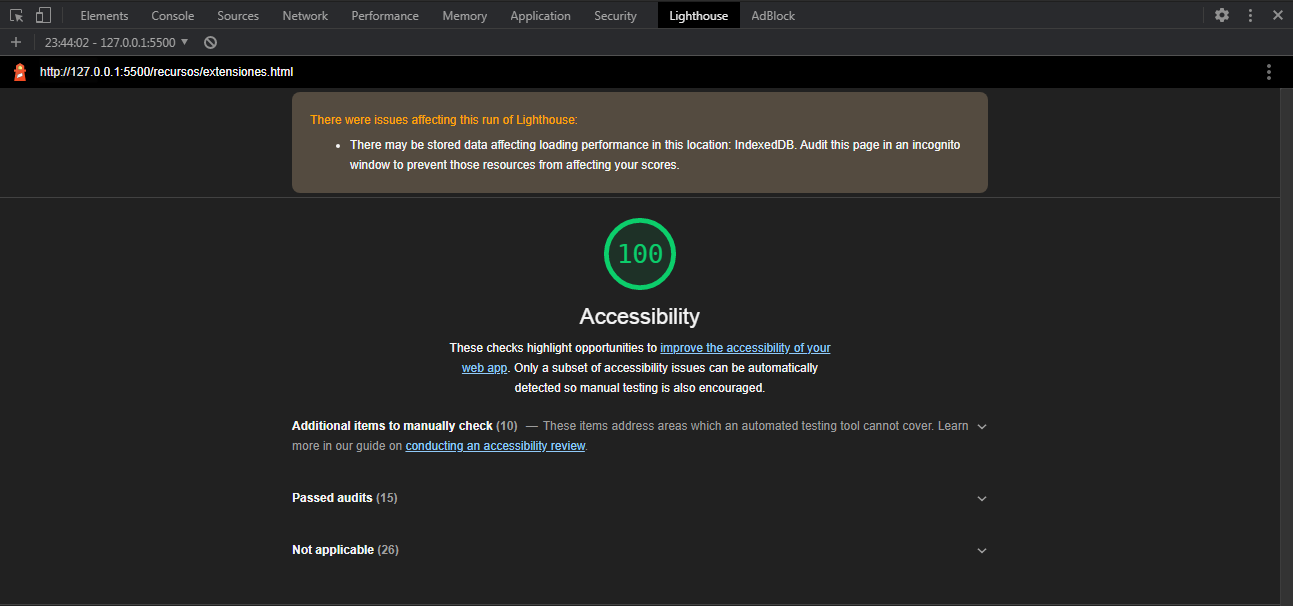 Elements Console Sources Network Performance Memory Application Security Lighthouse AdBlock
23:44:02 - 127.0.0.1:5500
http://127.0.0.1:5500/recursos/extensiones.html
There were issues affecting this run of Lighthouse:
• There may be stored data affecting loading performance in this location: IndexedDB. Audit this page in an incognito
window to prevent those resources from affecting your scores.
100
Accessibility
These checks highlight opportunities to improve the accessibility of your
web app. Only a subset of accessibility issues can be automatically
detected so manual testing is also encouraged.
Additional items to manually check (10) — These items address areas which an automated testing tool cannot cover. Learn
more in our guide on conducting an accessibility review.
Passed audits (15)
Not applicable (26)